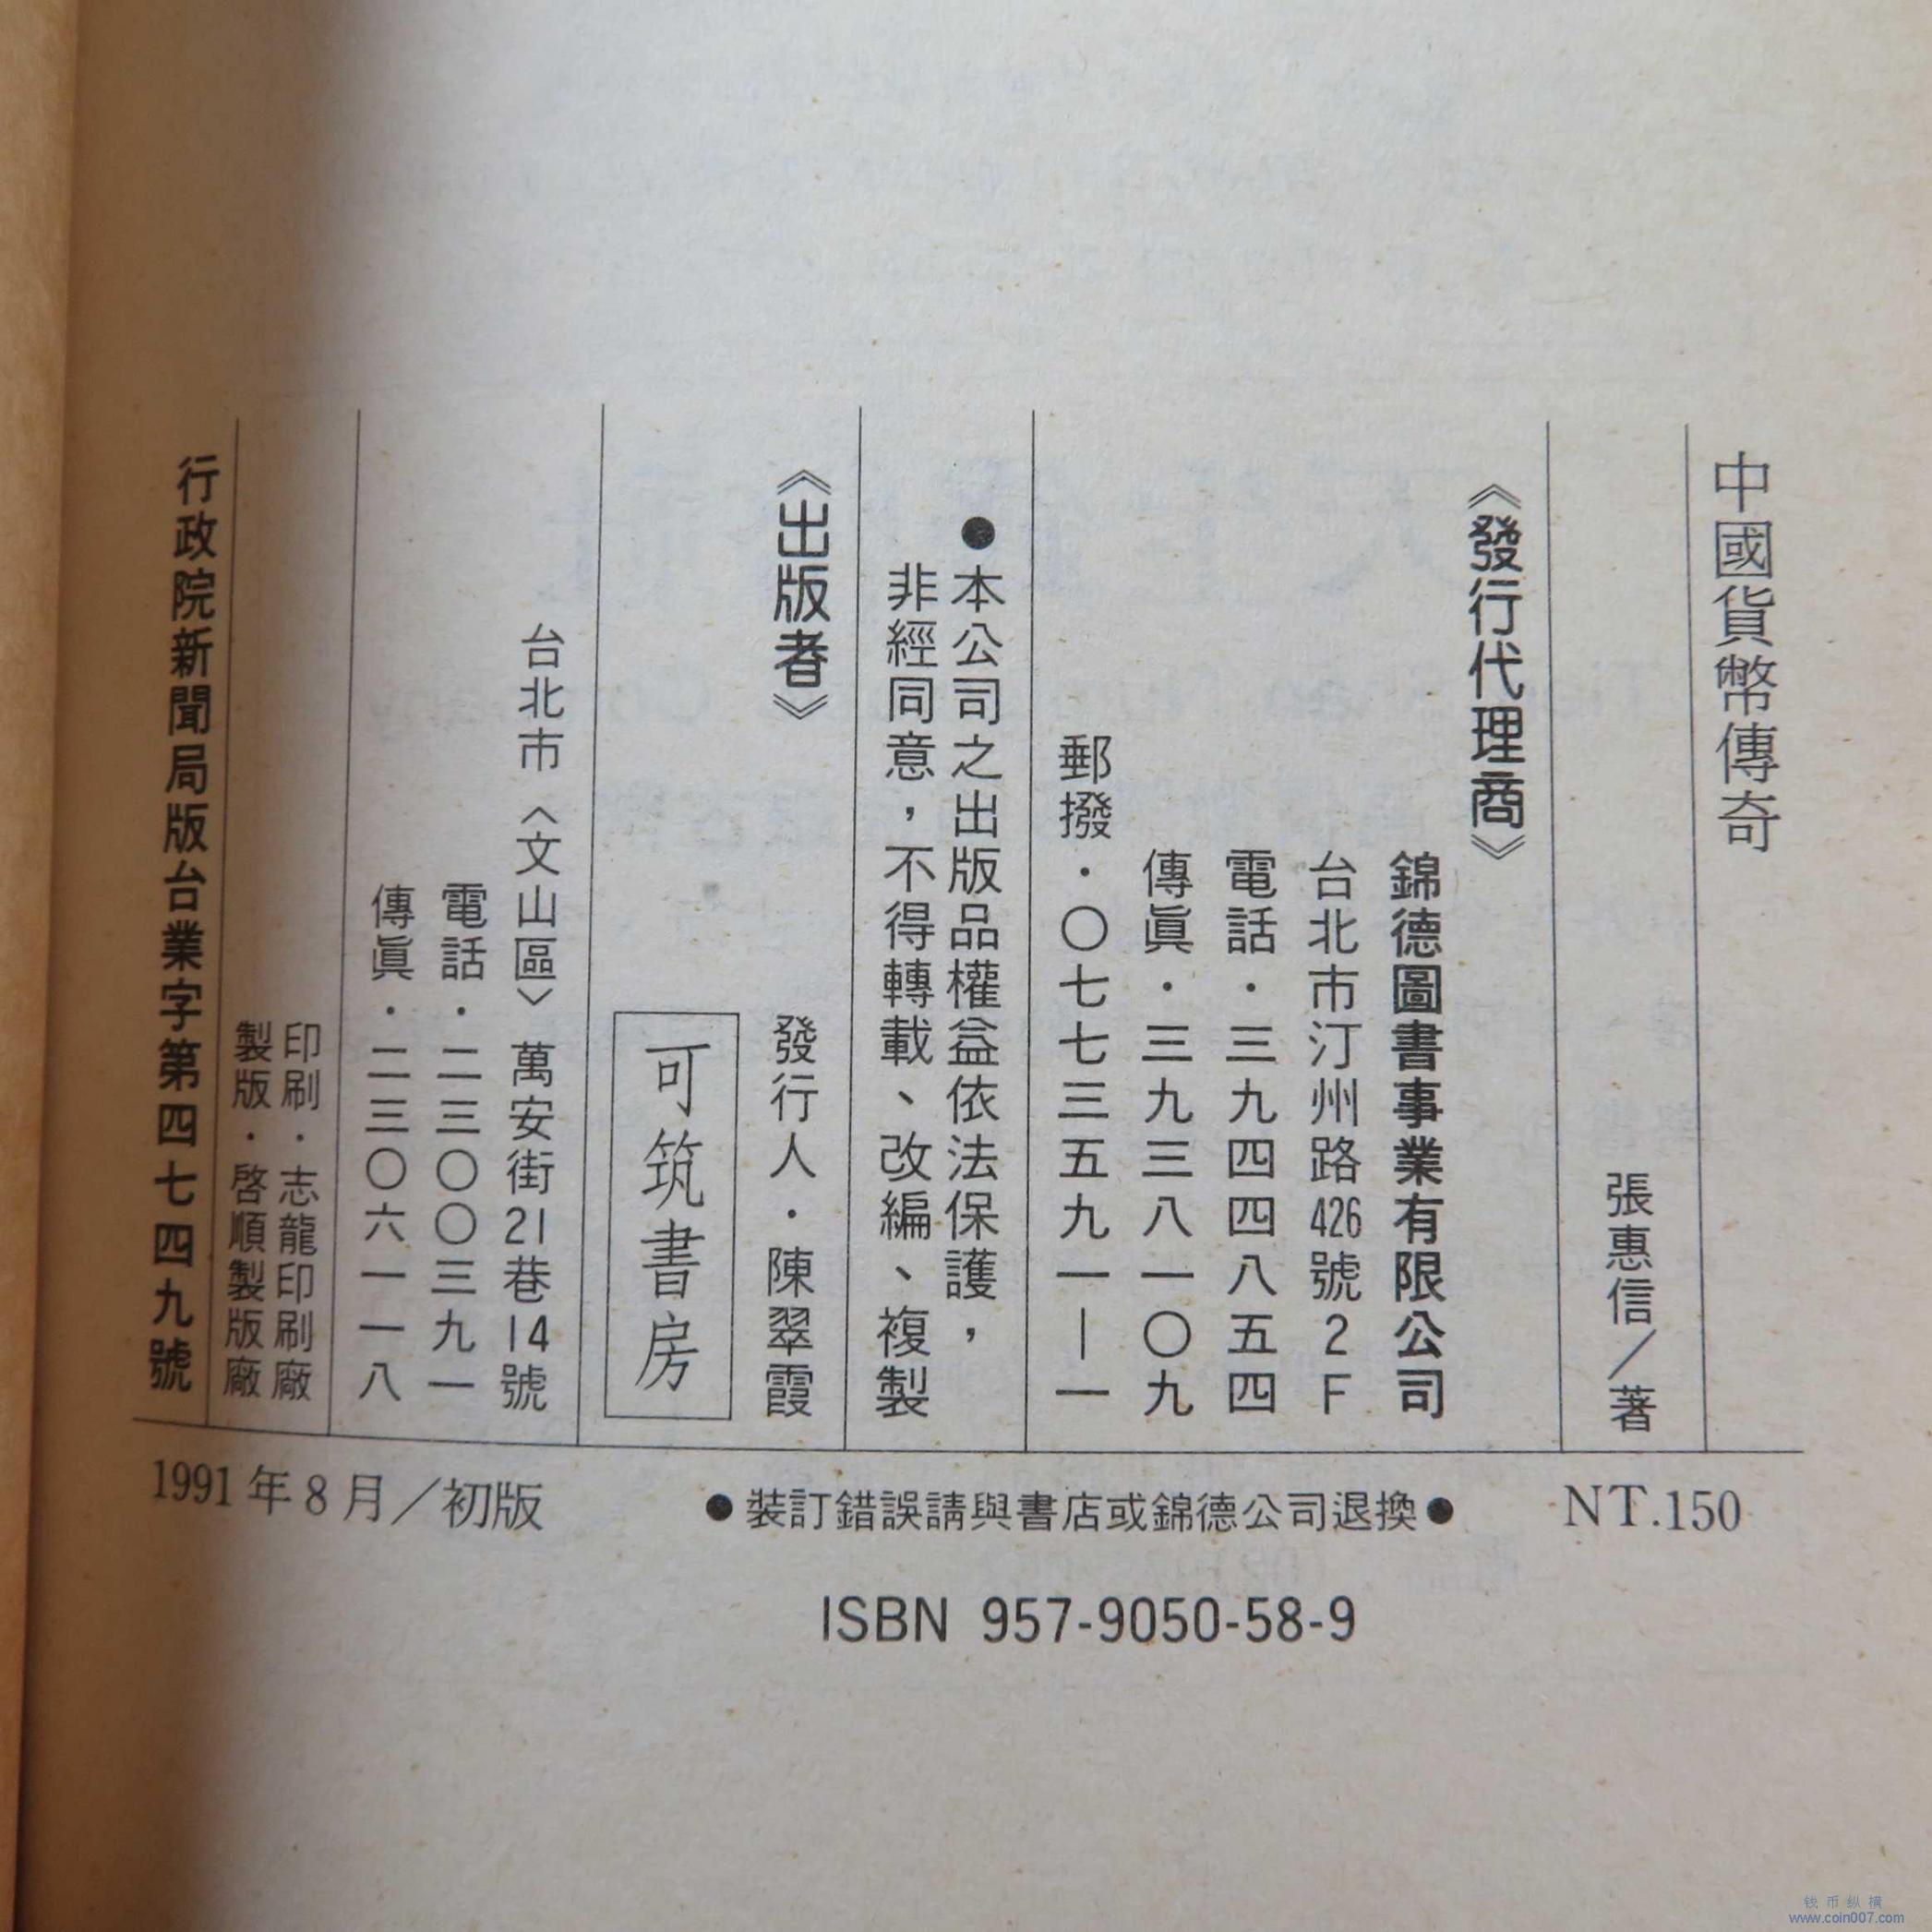 中國貨幣傳奇
張惠信／著
《發行代理商》
錦德圖書事業有限公司
台北市汀州路426號2F
電話・三九四四八五四
傳眞・三九三八一〇九
郵撥・〇七七三五九一－一
●本公司之出版品權益依法保護，
非經同意，不得轉載、改編、複製
《出版者》
發行人・陳翠霞
可筑書房
台北市〈文山區〉萬安街21巷14號
電話・二三〇〇三九一
傳眞・二三〇六一一八
印刷・志龍印刷廠
製版・啓順製版廠
行政院新聞局版台業字第四七四九號
NT.150
●裝訂錯誤請與書店或錦德公司退換●
1991年8月／初版
ISBN 957-9050-58-9
钱币纵横
www.coin007.com